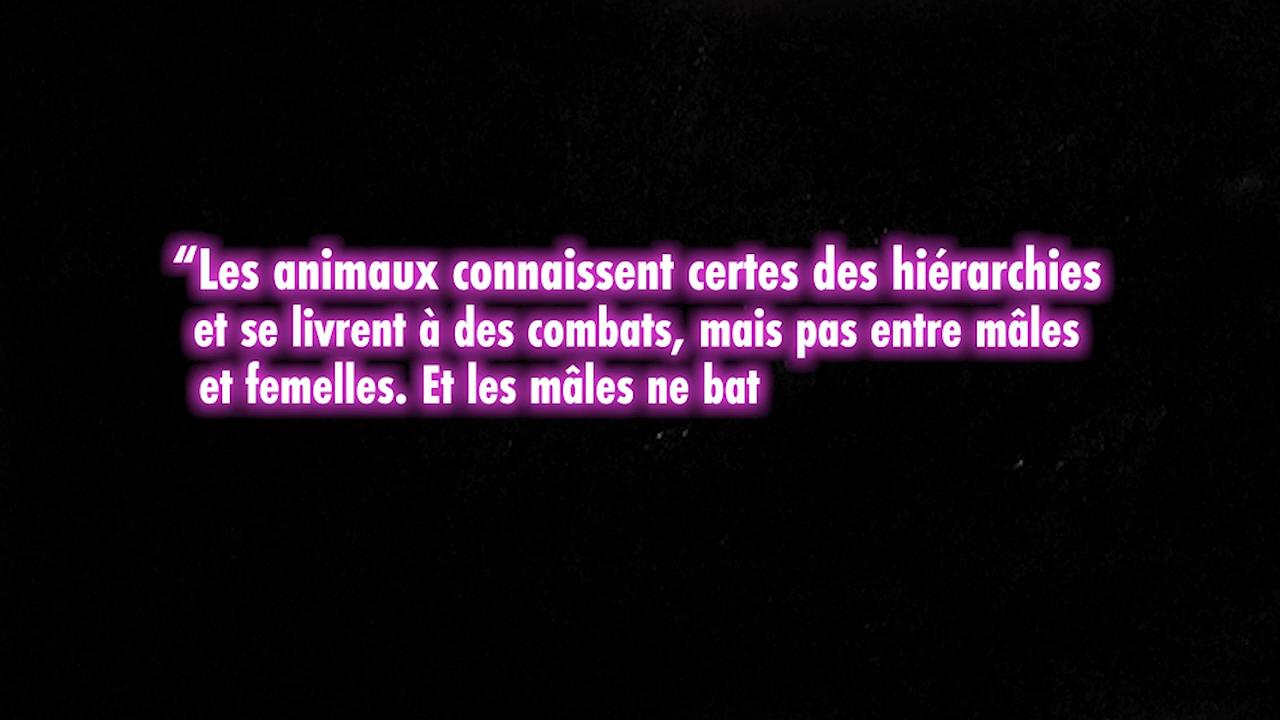 “Les animaux connaissent certes des hiérarchies
et se livrent à des combats, mais pas entre mâles
et femelles. Et les mâles ne bat